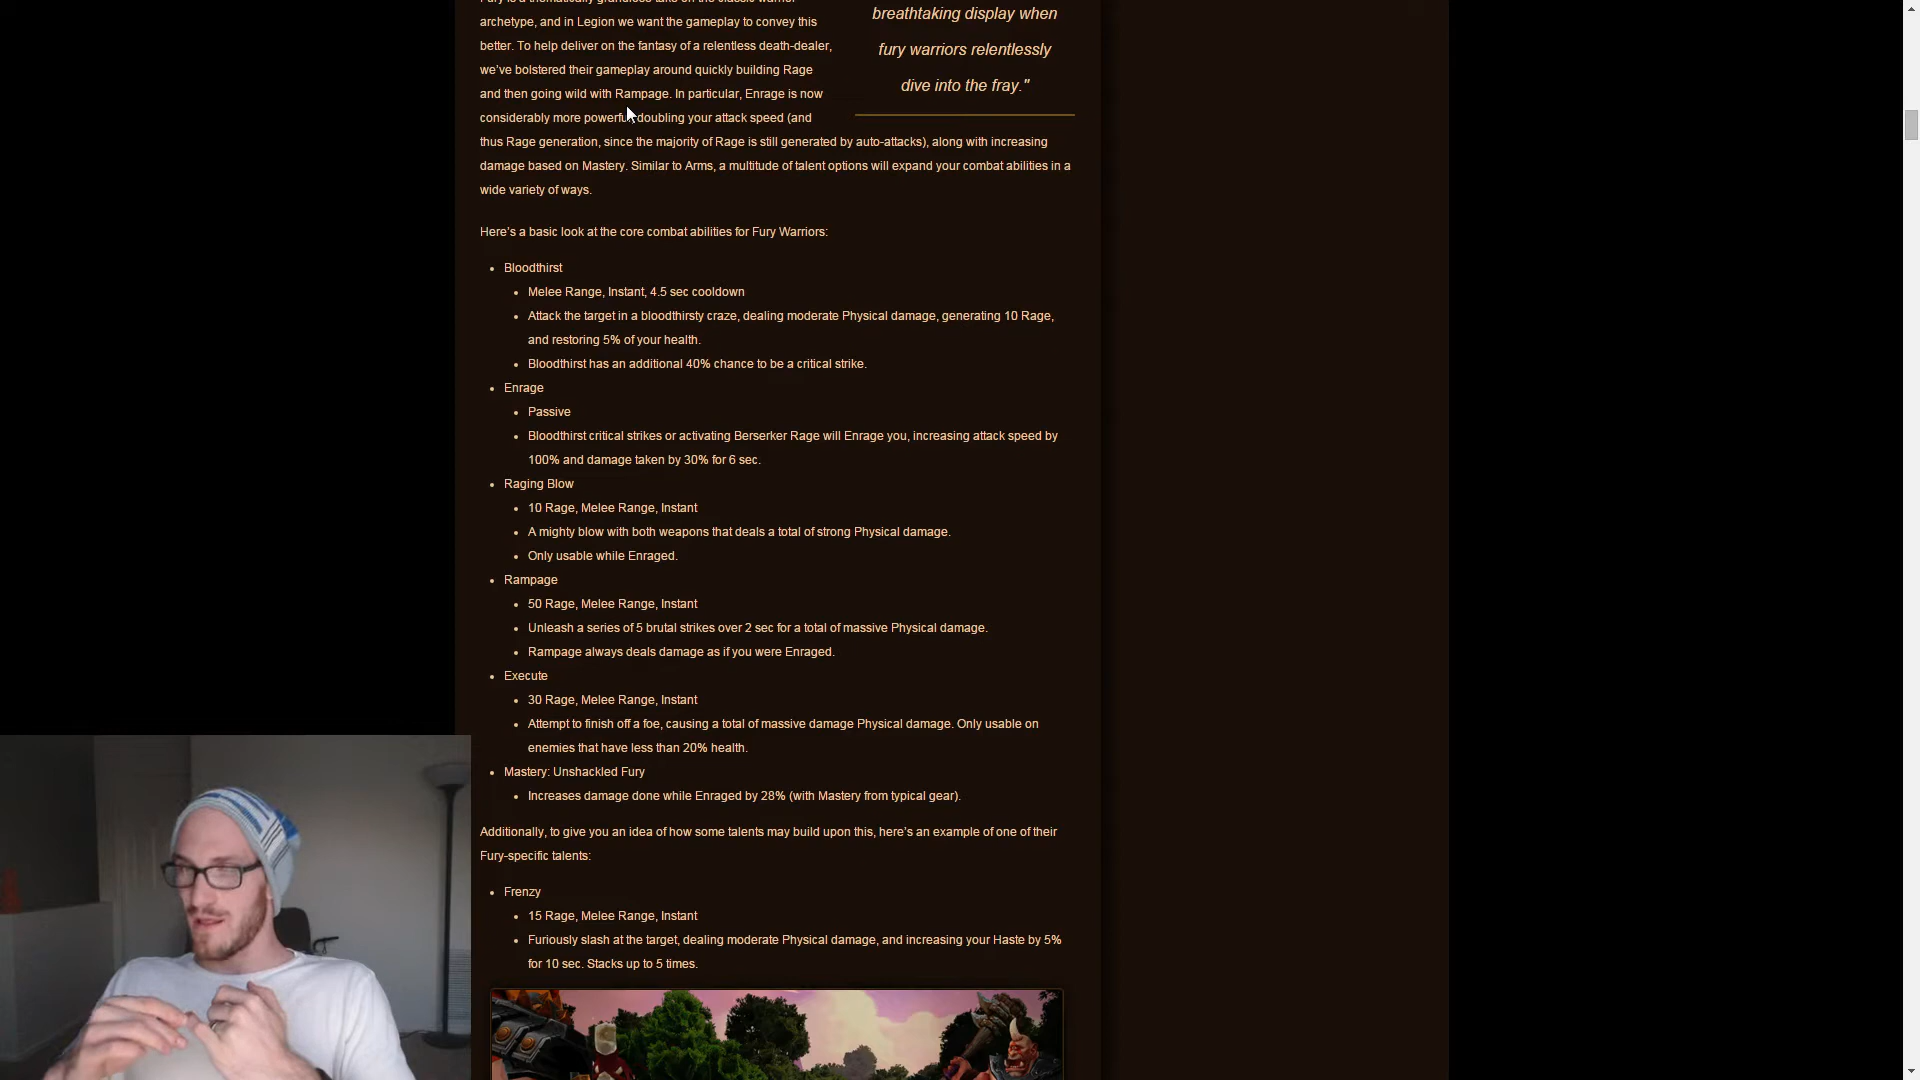 breathtaking display when
fury warriors relentlessly
dive into the fray."
archetype, and in Legion we want the gameplay to convey this
better. To help deliver on the fantasy of a relentless death-dealer,
we've bolstered their gameplay around quickly building Rage
and then going wild with Rampage. In particular, Enrage is now
considerably more powerful, doubling your attack speed (and
thus Rage generation, since the majority of Rage is still generated by auto-attacks), along with increasing
damage based on Mastery. Similar to Arms, a multitude of talent options will expand your combat abilities in a
wide variety of ways.
Here's a basic look at the core combat abilities for Fury Warriors:
Bloodthirst
Melee Range, Instant, 4.5 sec cooldown
Attack the target in a bloodthirsty craze, dealing moderate Physical damage, generating 10 Rage,
and restoring 5% of your health.
Bloodthirst has an additional 40% chance to be a critical strike.
Enrage
Passive
Bloodthirst critical strikes or activating Berserker Rage will Enrage you, increasing attack speed by
100% and damage taken by 30% for 6 sec.
Raging Blow
10 Rage, Melee Range, Instant
A mighty blow with both weapons that deals a total of strong Physical damage.
Only usable while Enraged.
Rampage
50 Rage, Melee Range, Instant
Unleash a series of 5 brutal strikes over 2 sec for a total of massive Physical damage.
Rampage always deals damage as if you were Enraged.
Execute
30 Rage, Melee Range, Instant
Attempt to finish off a foe, causing a total of massive damage Physical damage. Only usable on
enemies that have less than 20% health.
Mastery: Unshackled Fury
Increases damage done while Enraged by 28% (with Mastery from typical gear).
Additionally, to give you an idea of how some talents may build upon this, here's an example of one of their
Fury-specific talents:
Frenzy
15 Rage, Melee Range, Instant
Furiously slash at the target, dealing moderate Physical damage, and increasing your Haste by 5%
for 10 sec. Stacks up to 5 times.